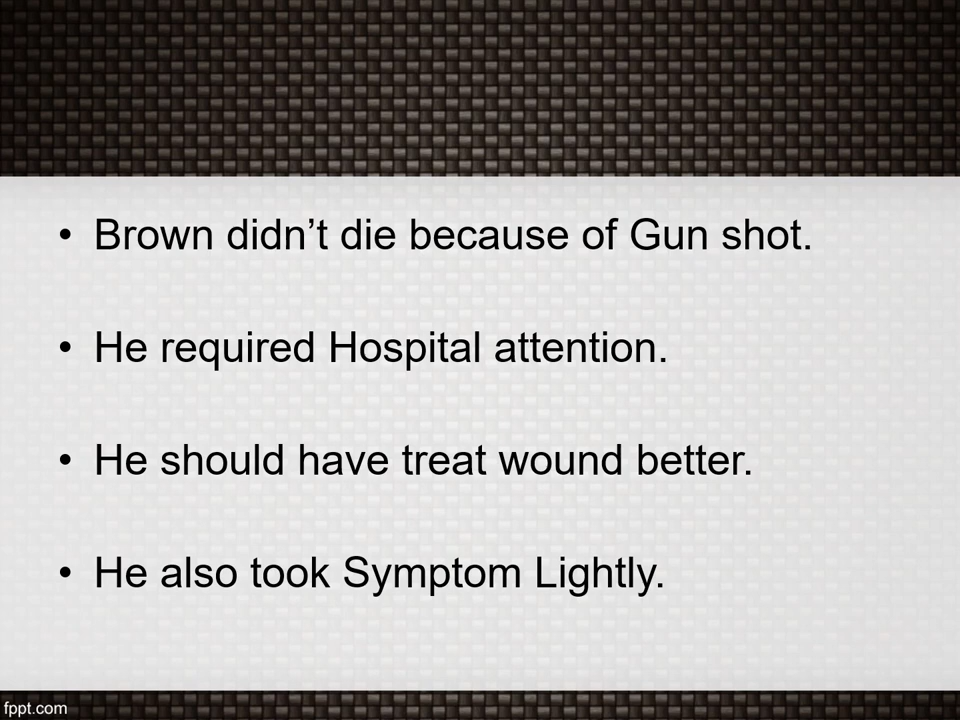 • Brown didn’t die because of Gun shot.
• He required Hospital attention.
• He should have treat wound better.
• He also took Symptom Lightly.
fppt.com